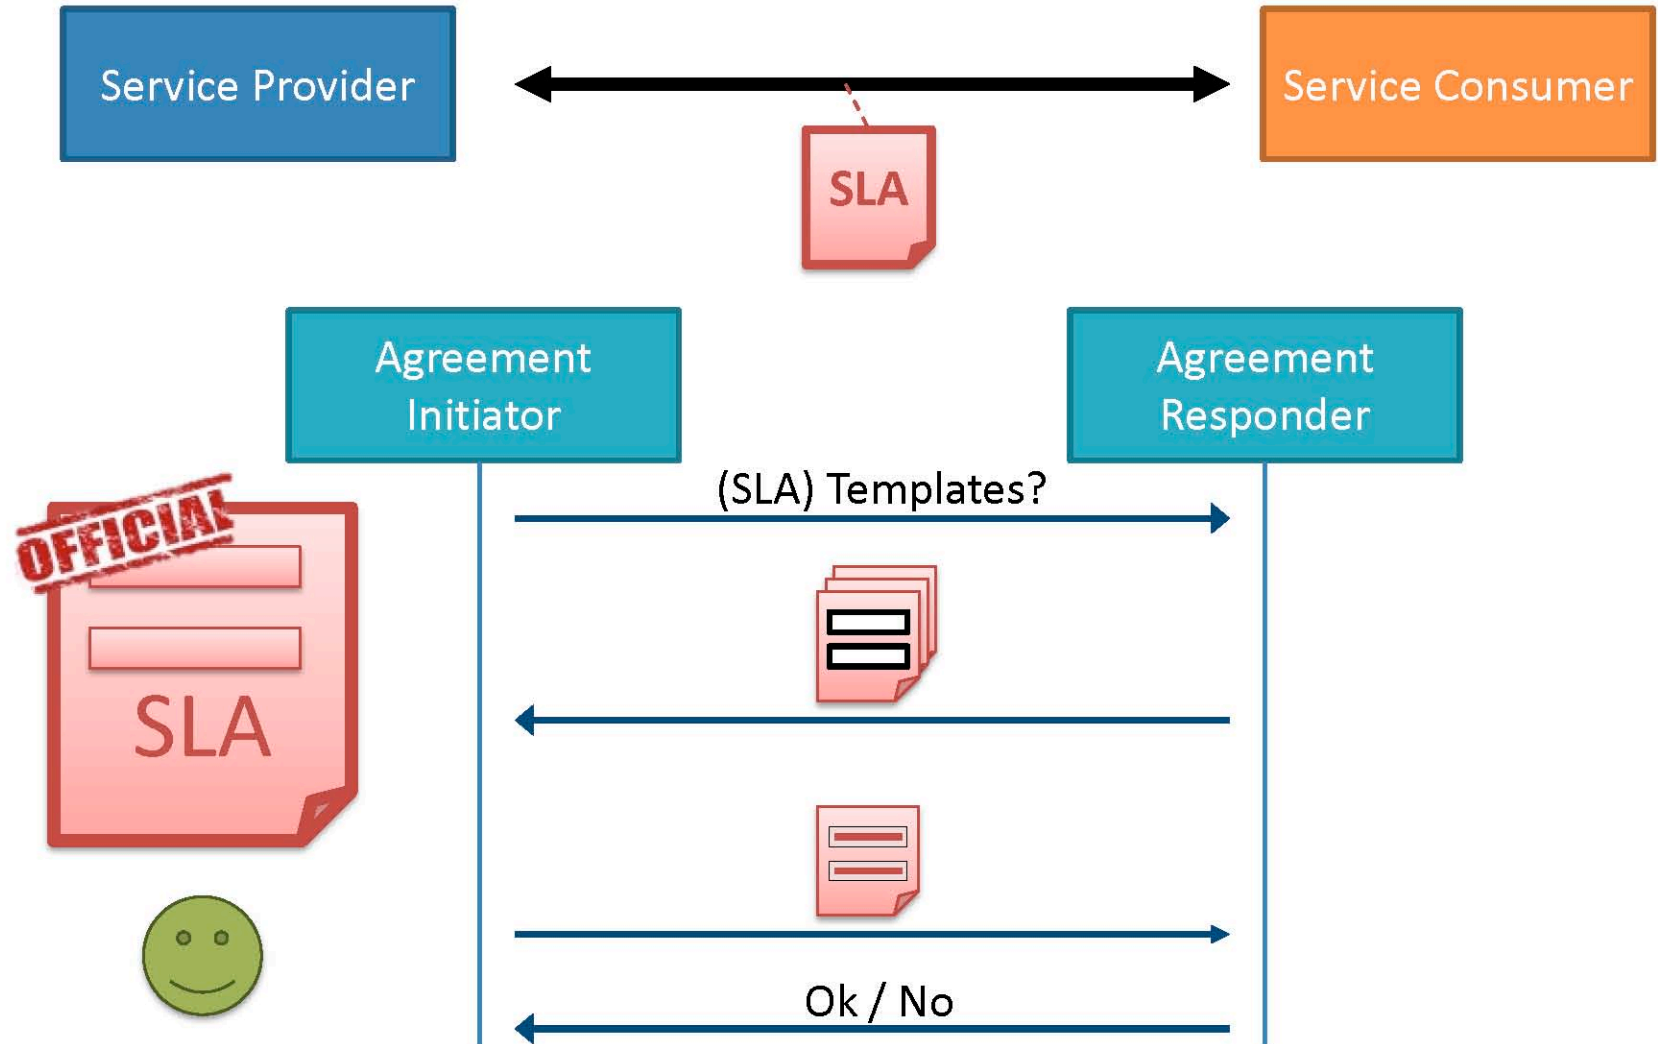 Service Provider
Service Consumer
SLA
Agreement
Initiator
Agreement
Responder
(SLA) Templates?
OFFICIAL
SLA
Ok / No